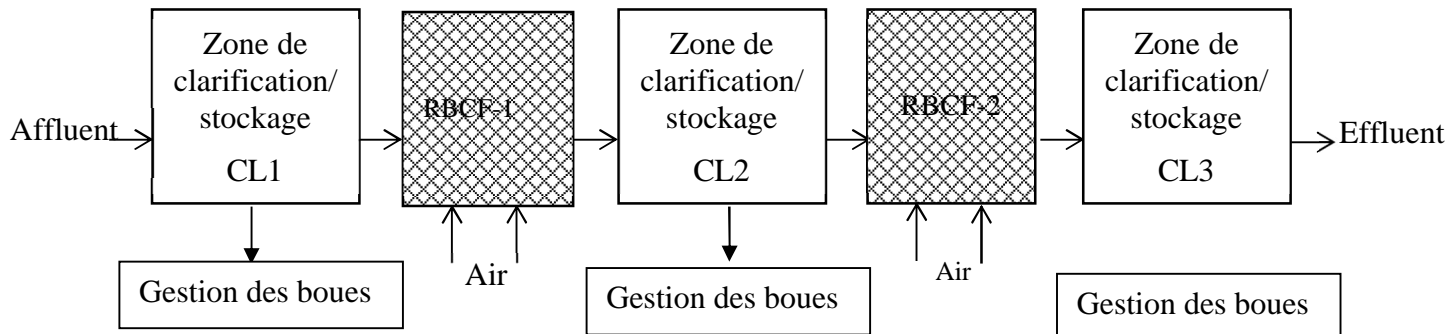 Affluent
Zone de
clarification/
stockage
CL1
RBCF-1
Zone de
clarification/
stockage
CL2
RBCF-2
Zone de
clarification/
stockage
CL3
Effluent
Gestion des boues
Air
Gestion des boues
Air
Gestion des boues